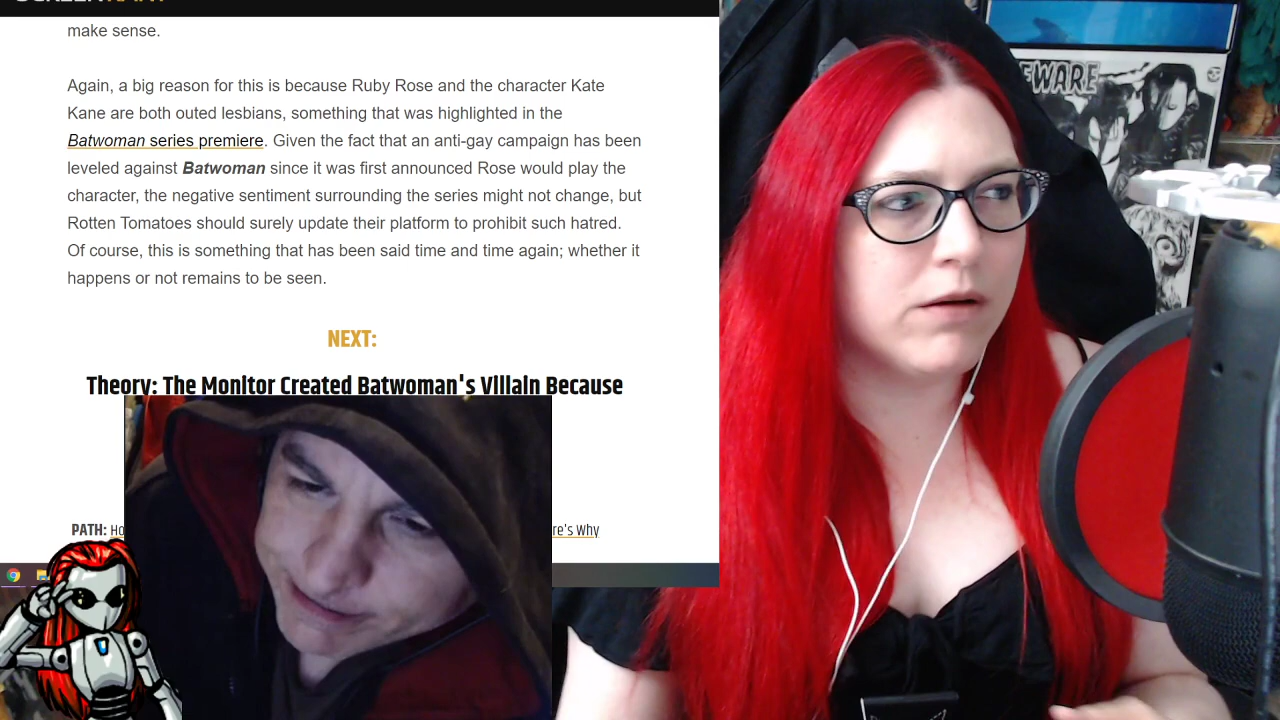 make sense.
Again, a big reason for this is because Ruby Rose and the character Kate
Kane are both outed lesbians, something that was highlighted in the
Batwoman series premiere. Given the fact that an anti-gay campaign has been
leveled against Batwoman since it was first announced Rose would play the
character, the negative sentiment surrounding the series might not change, but
Rotten Tomatoes should surely update their platform to prohibit such hatred.
Of course, this is something that has been said time and time again; whether it
happens or not remains to be seen.
NEXT:
Theory: The Monitor Created Batwoman's Villain Because
PATH: Ho
re's Why
EWARE